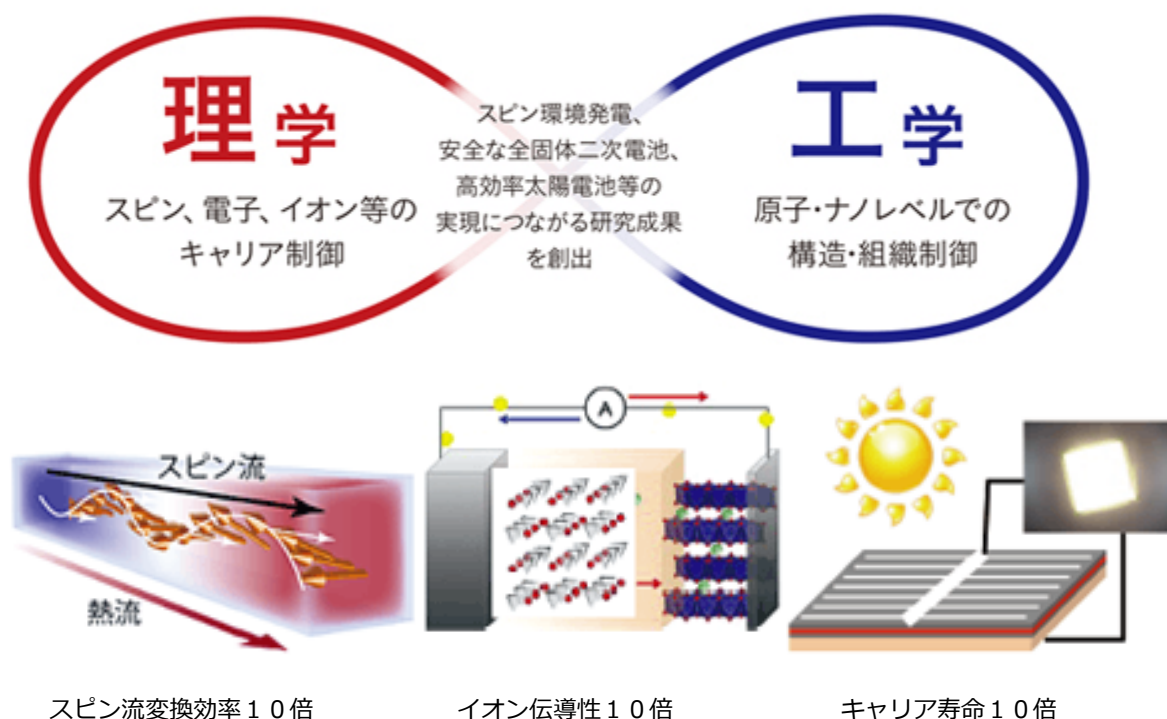 理学
スピン、電子、イオン等の
キャリア制御
スピン環境発電、
安全な全固体二次電池、
高効率太陽電池等の
実現につながる研究成果
を創出
工学
原子・ナノレベルでの
構造・組織制御
スピン流
熱流
A
スピン流変換効率１０倍
イオン伝導性１０倍
キャリア寿命１０倍